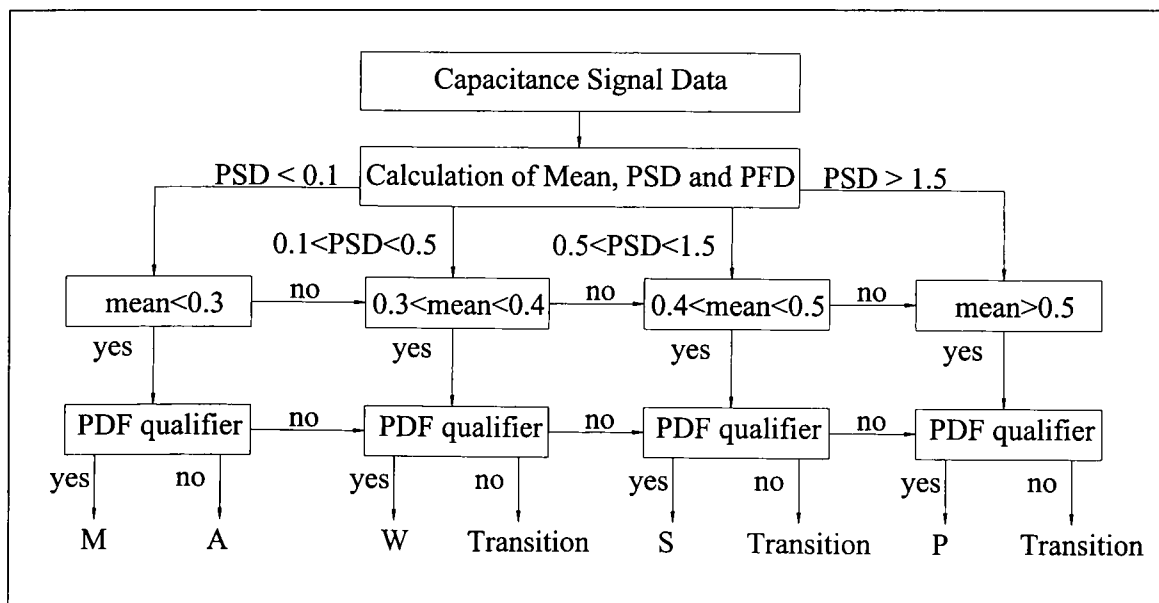 Capacitance Signal Data
PSD < 0.1
Calculation of Mean, PSD and PFD
PSD > 1.5
0.1<PSD<0.5
0.5<PSD<1.5
mean<0.3
no
0.3<mean<0.4
no
0.4<mean<0.5
no
mean>0.5
yes
yes
yes
yes
PDF qualifier
no
PDF qualifier
no
PDF qualifier
no
PDF qualifier
yes
no
yes
no
yes
no
yes
no
M
A
W
Transition
S
Transition
P
Transition